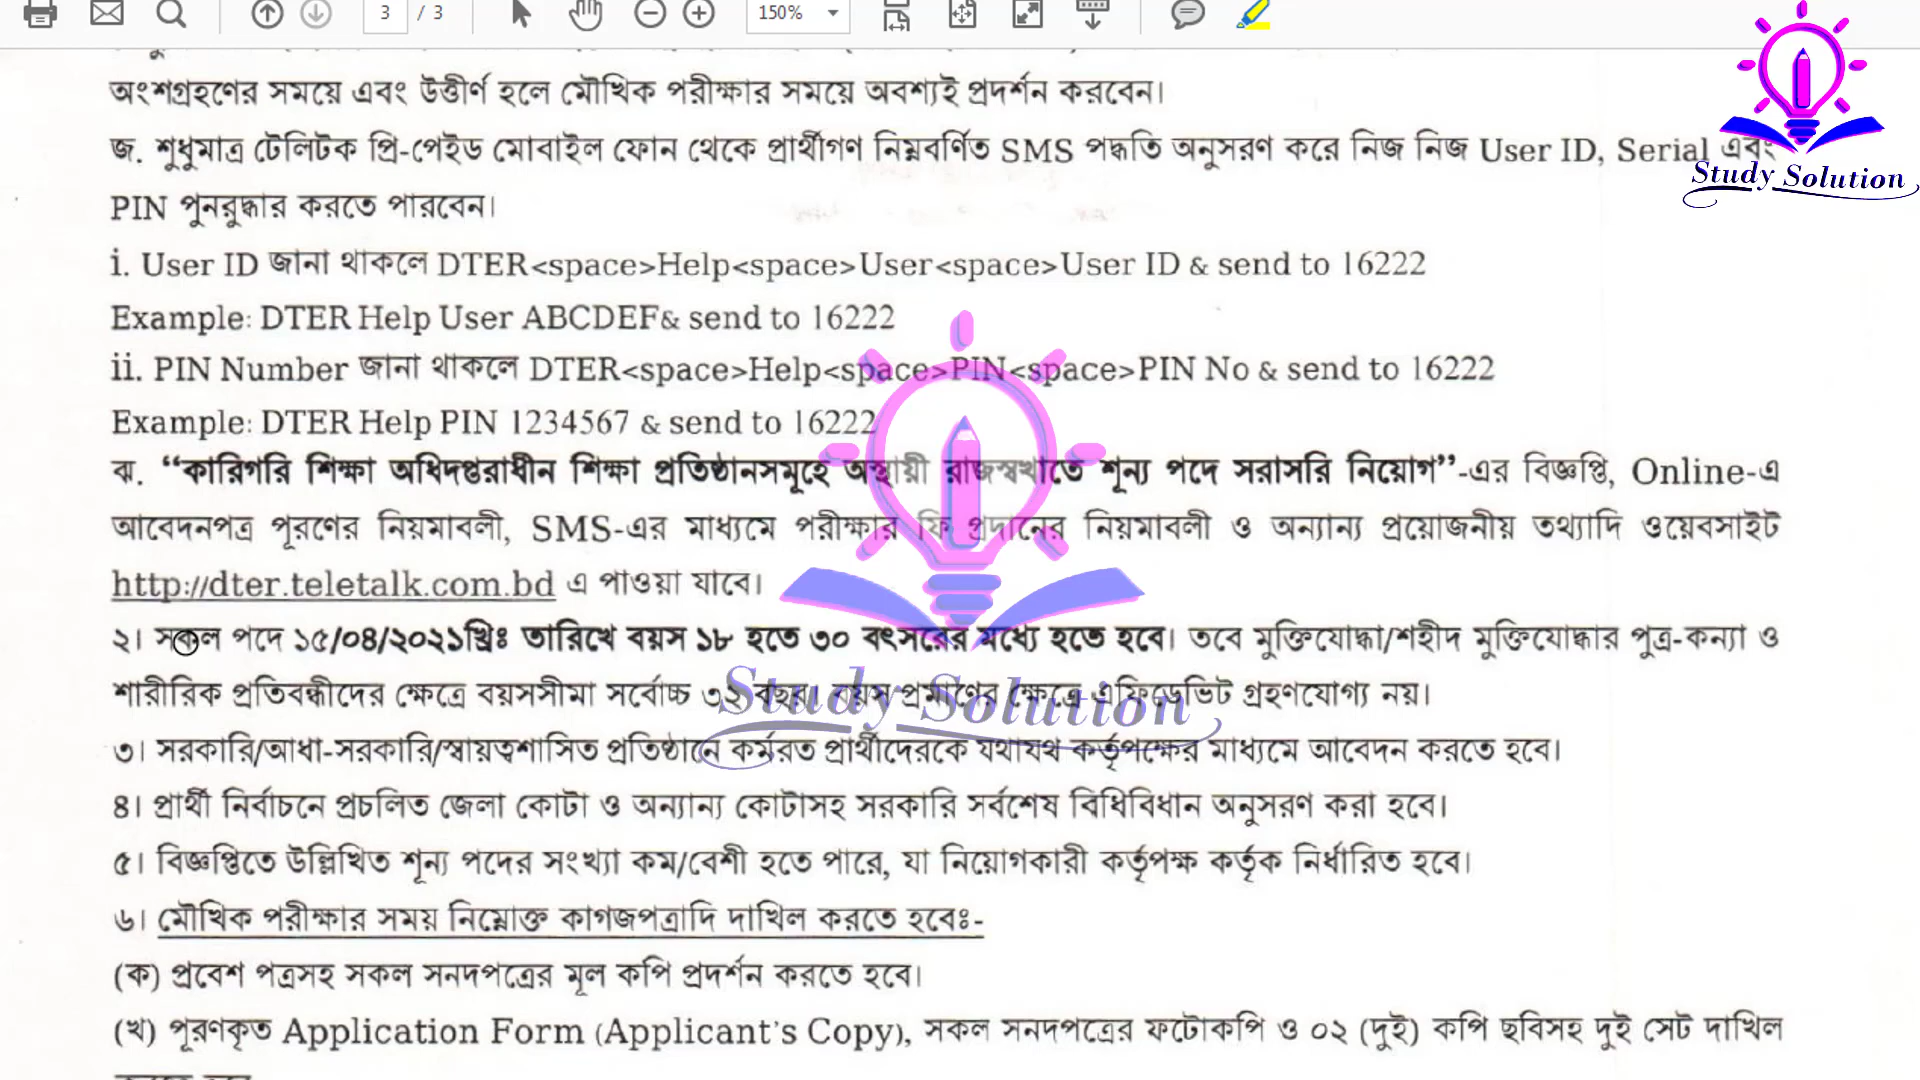 3 / 3
150%
অংশগ্রহণের সময়ে এবং উত্তীর্ণ হলে মৌখিক পরীক্ষার সময়ে অবশ্যই প্রদর্শন করবেন।
জ. শুধুমাত্র টেলিটক প্রি-পেইড মোবাইল ফোন থেকে প্রার্থীগণ নিম্নবর্ণিত SMS পদ্ধতি অনুসরণ করে নিজ নিজ User ID, Serial এবং
Study Solution
PIN পুনরুদ্ধার করতে পারবেন।
i. User ID জানা থাকলে DTER<space>Help<space>User<space>User ID & send to 16222
Example: DTER Help User ABCDEF& send to 16222
ii. PIN Number জানা থাকলে DTER<space>Help<space>PIN<space>PIN No & send to 16222
Example: DTER Help PIN 1234567 & send to 16222
ঝ. “কারিগরি শিক্ষা অধিদপ্তরাধীন শিক্ষা প্রতিষ্ঠানসমূহে অস্থায়ী রাজস্বখাতে শূন্য পদে সরাসরি নিয়োগ”-এর বিজ্ঞপ্তি, Online-এ
আবেদনপত্র পূরণের নিয়মাবলী, SMS-এর মাধ্যমে পরীক্ষার ফি প্রদানের নিয়মাবলী ও অন্যান্য প্রয়োজনীয় তথ্যাদি ওয়েবসাইট
http://dter.teletalk.com.bd এ পাওয়া যাবে।
২। সকল পদে ১৫/০৪/২০২১খ্রিঃ তারিখে বয়স ১৮ হতে ৩০ বৎসরের মধ্যে হতে হবে। তবে মুক্তিযোদ্ধা/শহীদ মুক্তিযোদ্ধার পুত্র-কন্যা ও
শারীরিক প্রতিবন্ধীদের ক্ষেত্রে বয়সসীমা সর্বোচ্চ ৩২ বছর। বয়স প্রমাণের ক্ষেত্রে এফিডেভিট গ্রহণযোগ্য নয়।
Study Solution
৩। সরকারি/আধা-সরকারি/স্বায়ত্বশাসিত প্রতিষ্ঠানে কর্মরত প্রার্থীদেরকে যথাযথ কর্তৃপক্ষের মাধ্যমে আবেদন করতে হবে।
৪। প্রার্থী নির্বাচনে প্রচলিত জেলা কোটা ও অন্যান্য কোটাসহ সরকারি সর্বশেষ বিধিবিধান অনুসরণ করা হবে।
৫। বিজ্ঞপ্তিতে উল্লিখিত শূন্য পদের সংখ্যা কম/বেশী হতে পারে, যা নিয়োগকারী কর্তৃপক্ষ কর্তৃক নির্ধারিত হবে।
৬। মৌখিক পরীক্ষার সময় নিম্নোক্ত কাগজপত্রাদি দাখিল করতে হবেঃ-
(ক) প্রবেশ পত্রসহ সকল সনদপত্রের মূল কপি প্রদর্শন করতে হবে।
(খ) পূরণকৃত Application Form (Applicant's Copy), সকল সনদপত্রের ফটোকপি ও ০২ (দুই) কপি ছবিসহ দুই সেট দাখিল